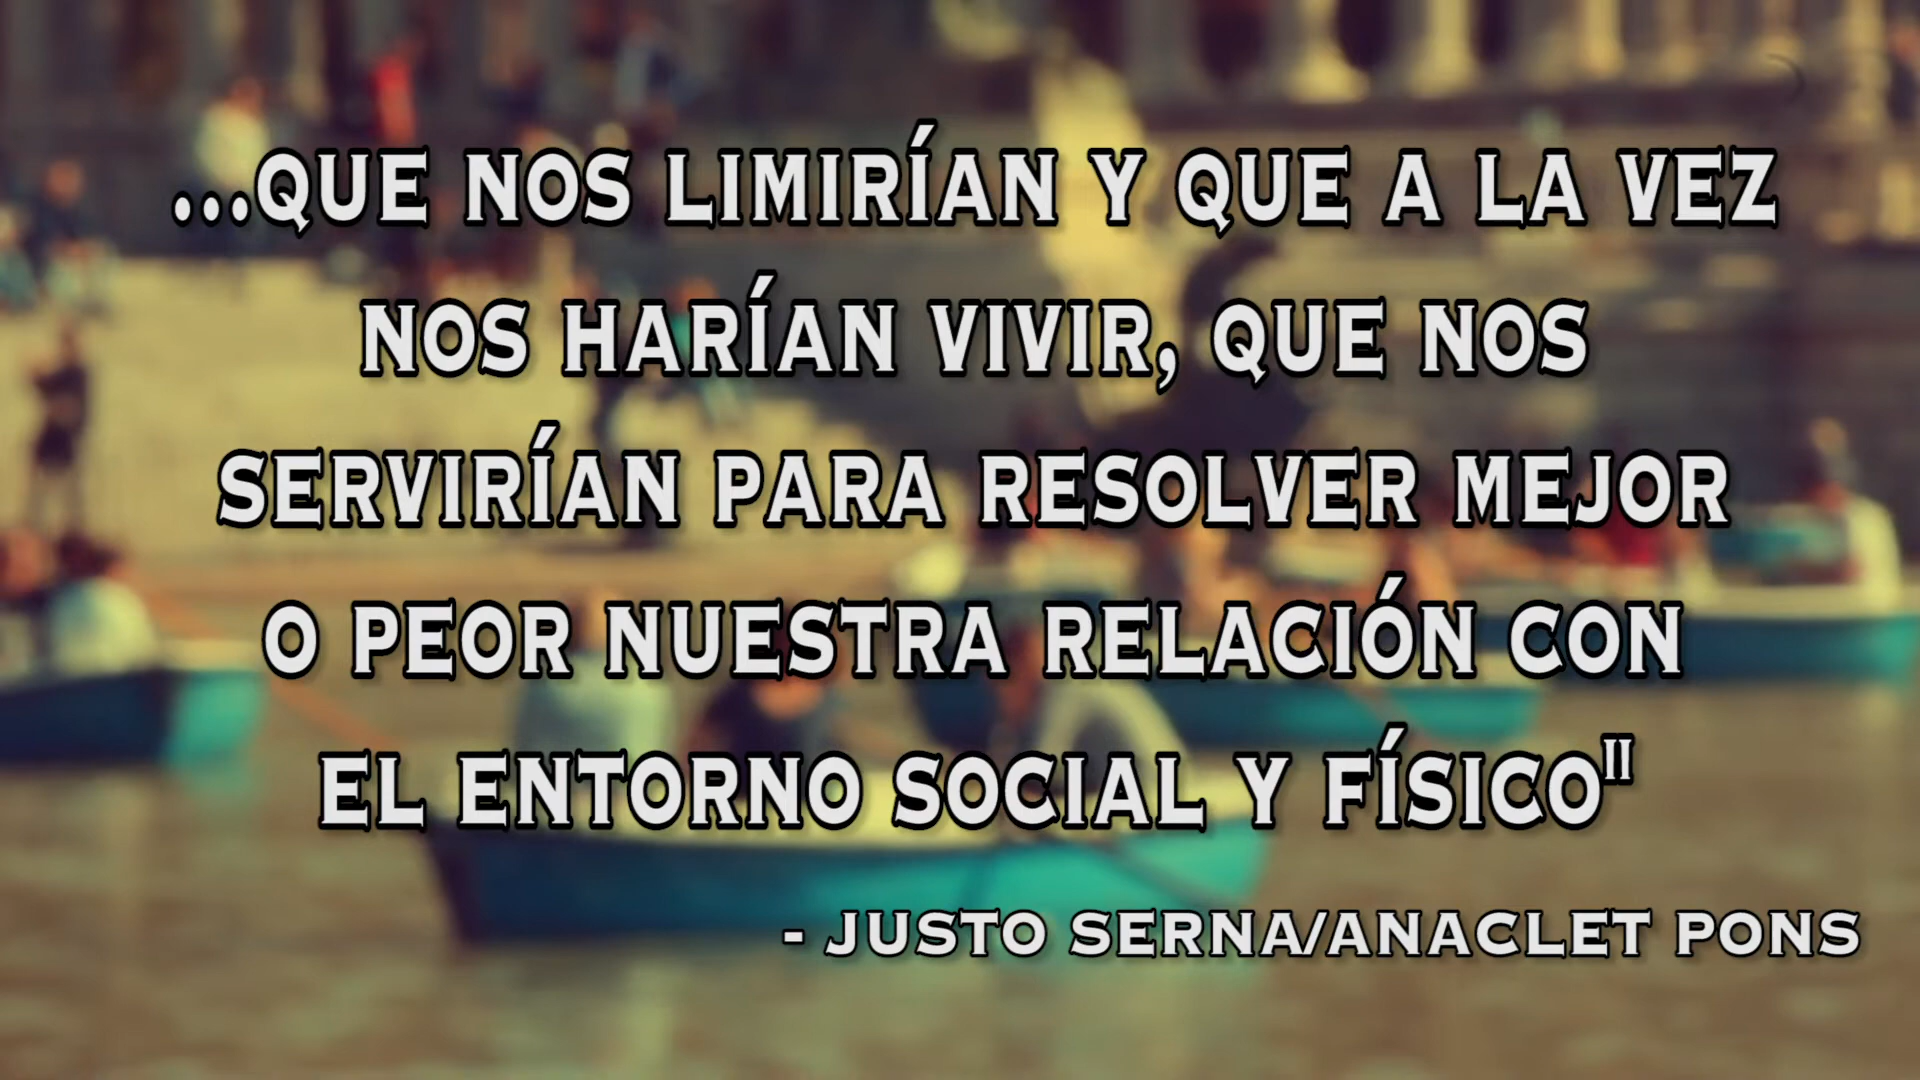 ...QUE NOS LIMIRÍAN Y QUE A LA VEZ
NOS HARÍAN VIVIR, QUE NOS
SERVIRÍAN PARA RESOLVER MEJOR
O PEOR NUESTRA RELACIÓN CON
EL ENTORNO SOCIAL Y FÍSICO"
- JUSTO SERNA/ANACLET PONS